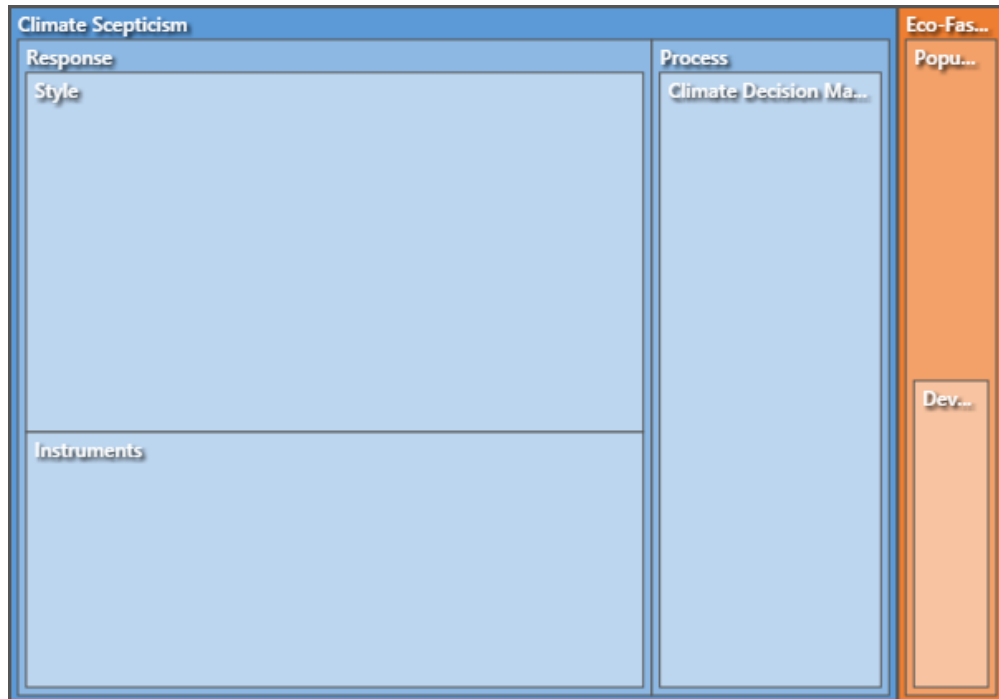 Climate Scepticism
Response
Style
Instruments
Process
Climate Decision Ma...
Eco-Fas...
Popu...
Dev...